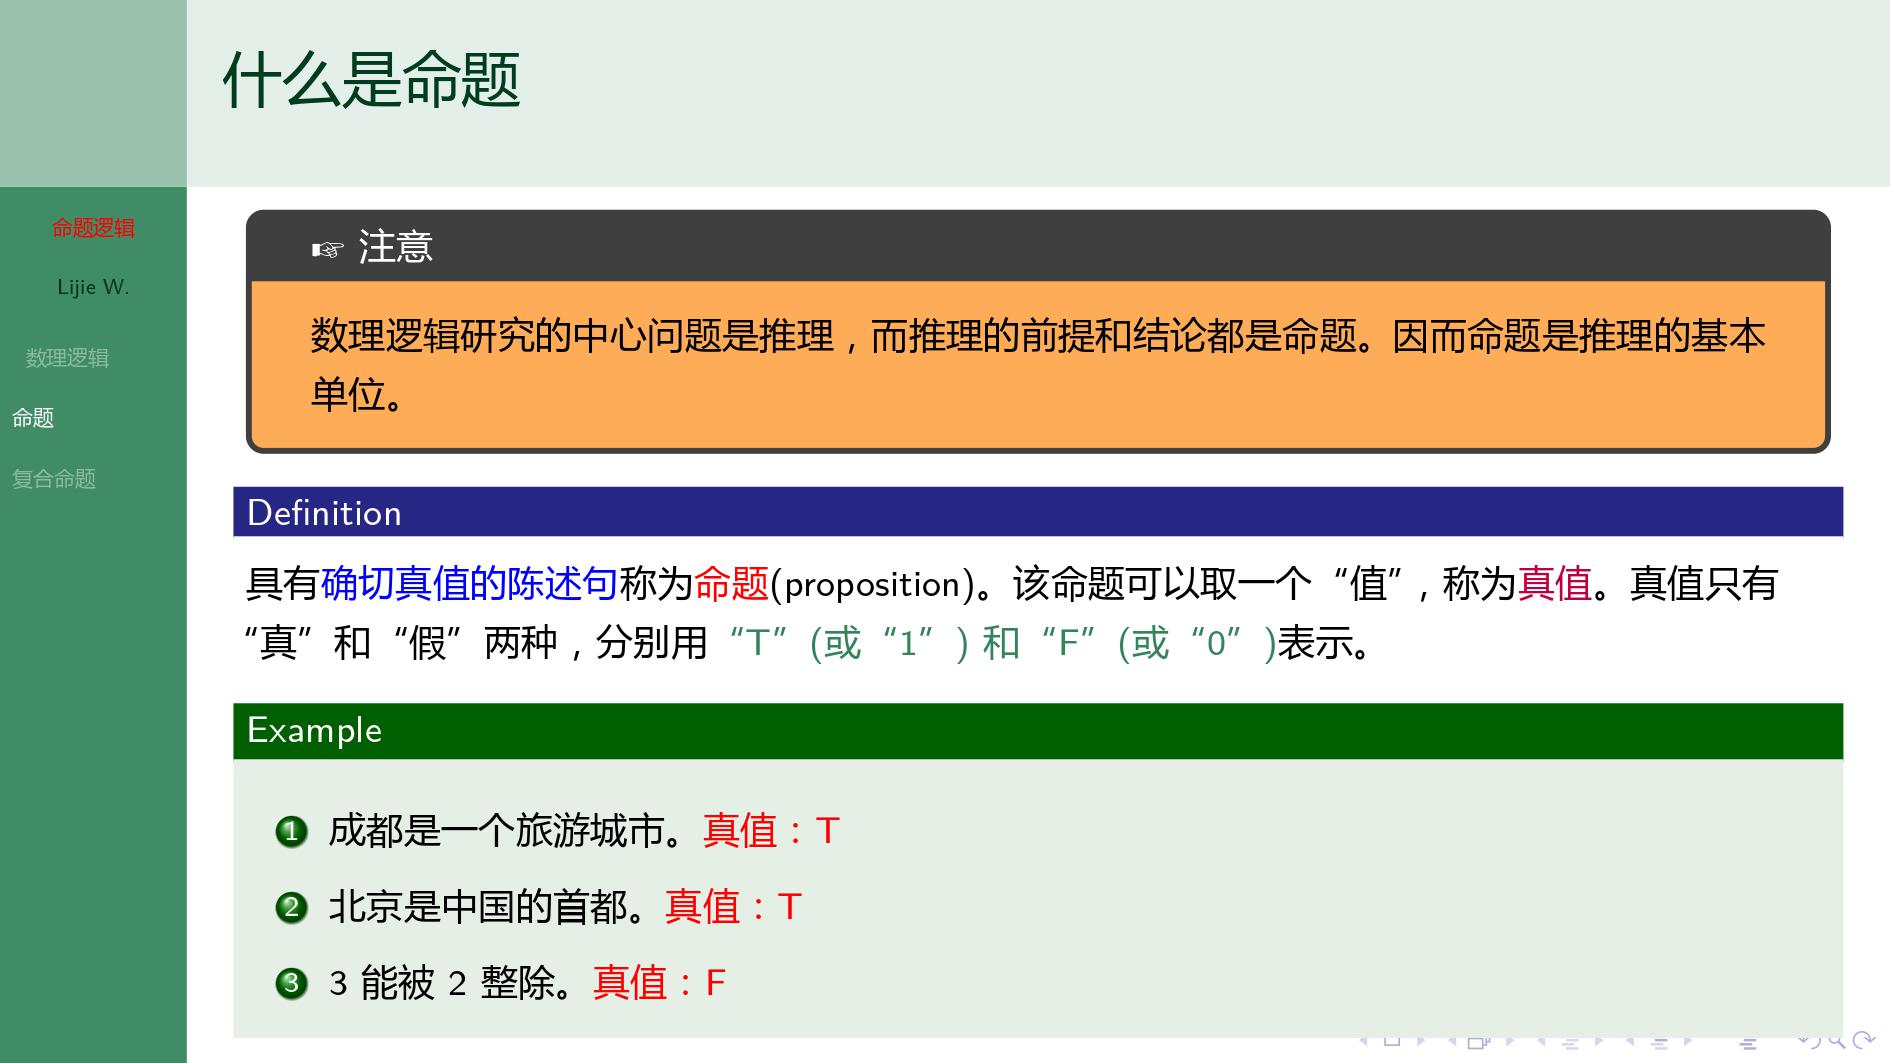 什么是命题
命题逻辑
Lijie W.
数理逻辑
命题
复合命题
☞ 注意
数理逻辑研究的中心问题是推理，而推理的前提和结论都是命题。因而命题是推理的基本
单位。
Definition
具有确切真值的陈述句称为命题(proposition)。该命题可以取一个“值”，称为真值。真值只有
“真”和“假”两种，分别用“T”(或“1”) 和“F”(或“0”)表示。
Example
1 成都是一个旅游城市。真值：T
2 北京是中国的首都。真值：T
3 3 能被 2 整除。真值：F